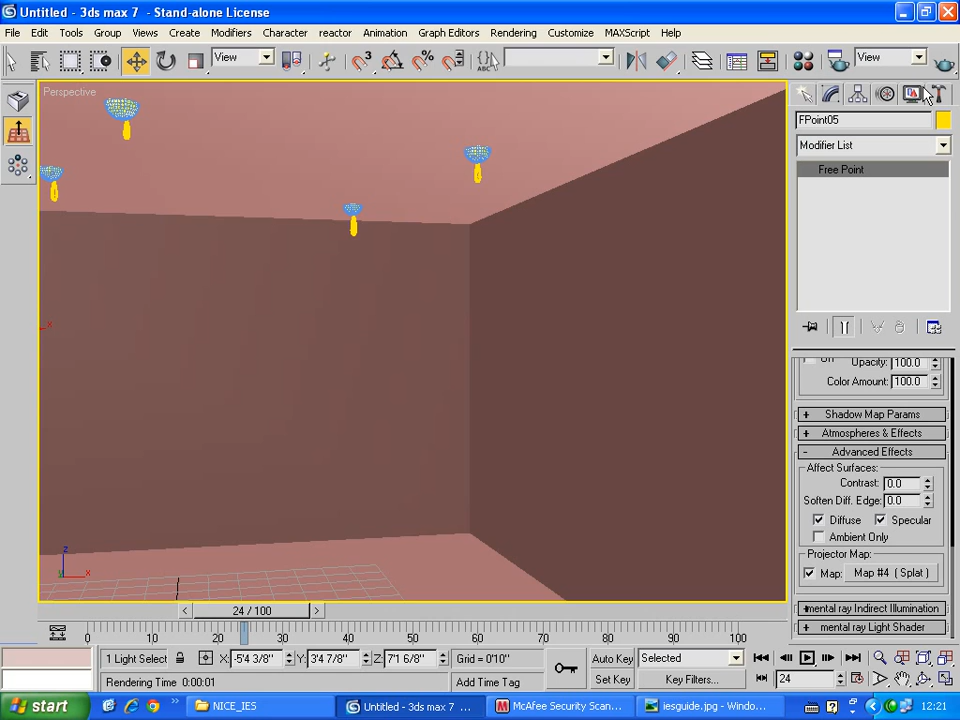 Untitled - 3ds max 7 - Stand-alone License
File Edit Tools Group Views Create Modifiers Character reactor Animation Graph Editors Rendering Customize MAXScript Help
View
View
Perspective
FPoint05
Modifier List
Free Point
Opacity: 100.0
Color Amount: 100.0
+ Shadow Map Params
+ Atmospheres & Effects
- Advanced Effects
Affect Surfaces:
Contrast: 0.0
Soften Diff. Edge: 0.0
Diffuse Specular
Ambient Only
Projector Map:
Map: Map #4 ( Splat )
mental ray Indirect Illumination
+ mental ray Light Shader
x
z
y x
< 24 / 100 >
0 10 20 30 40 50 60 70 80 90 100
1 Light Select X: -5'4 3/8" Y: 3'4 7/8" Z: 7'1 6/8" Grid = 0'10" Auto Key Selected
Rendering Time 0:00:01 Add Time Tag Set Key Key Filters... 24
start NICE_IES Untitled - 3ds max 7 ... McAfee Security Scan... iesguide.jpg - Windo... 12:21